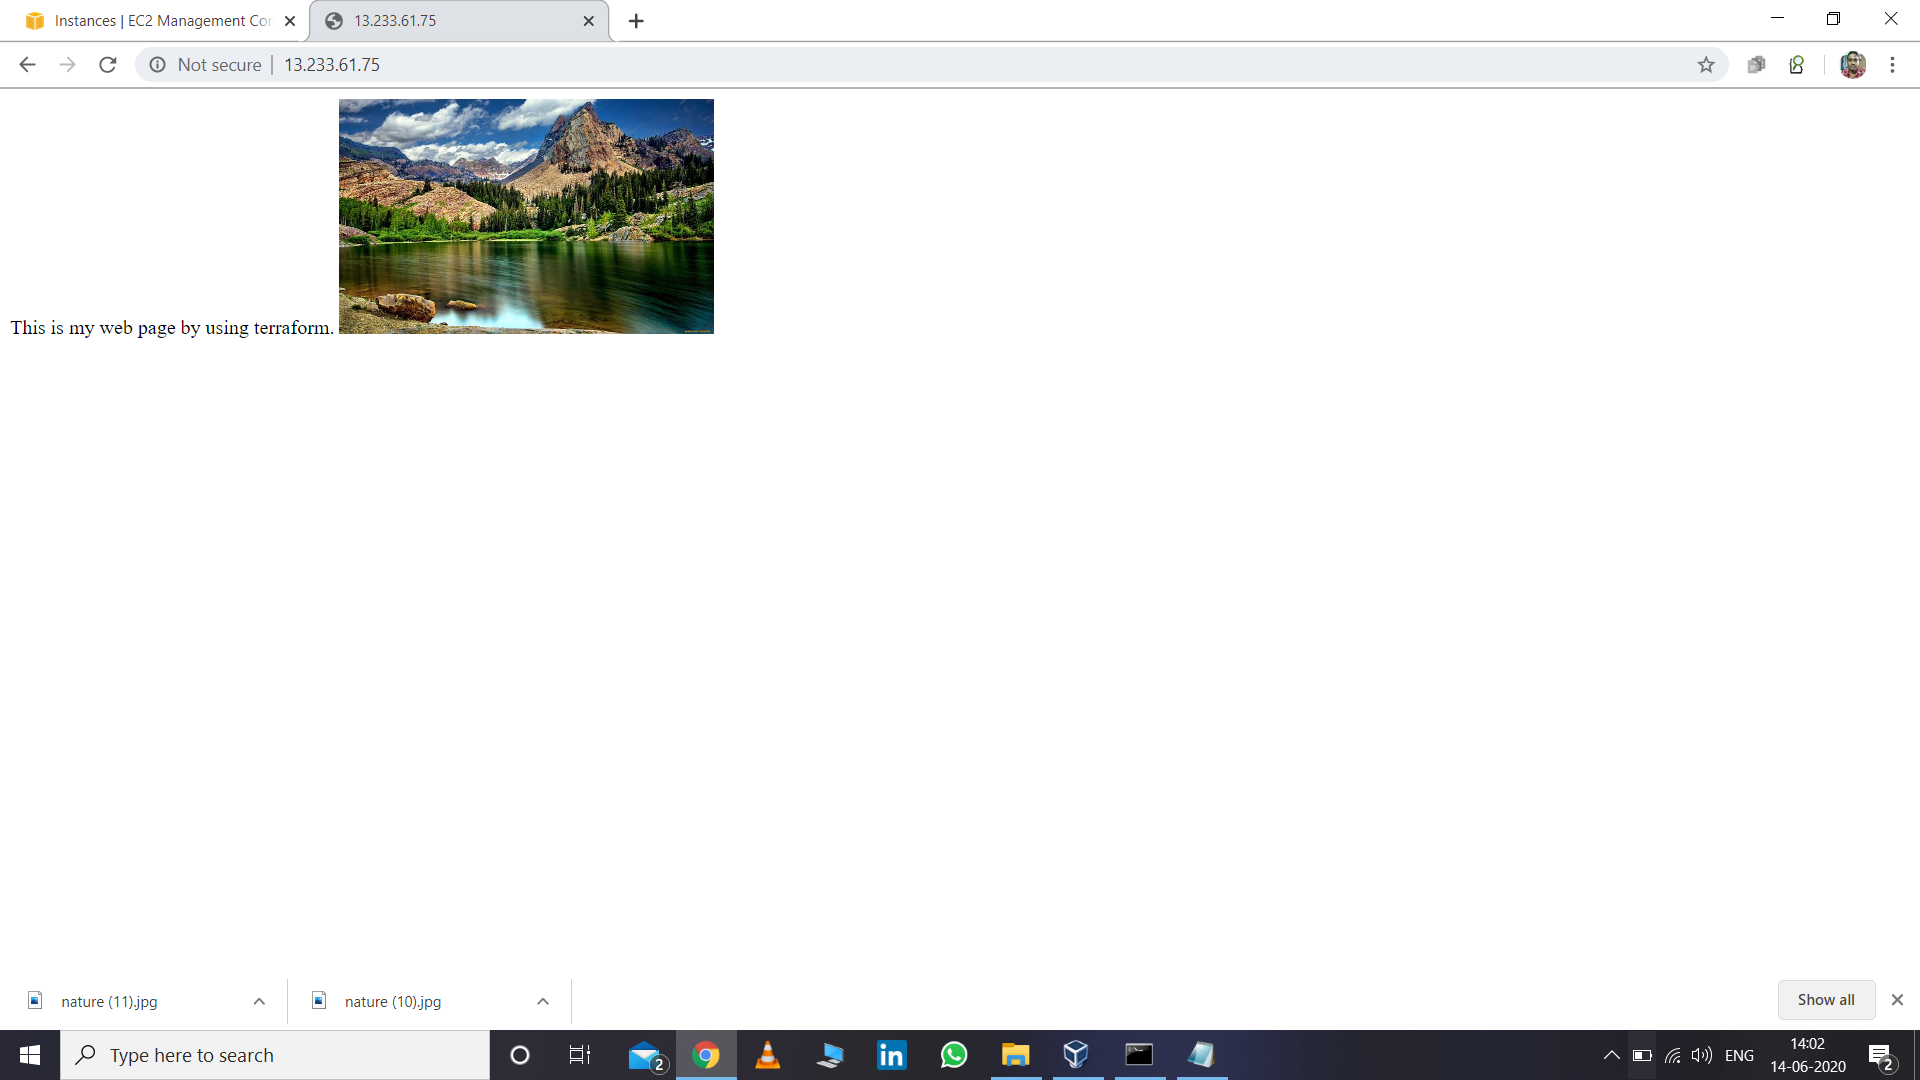 Instances | EC2 Management Con
13.233.61.75
Not secure | 13.233.61.75
This is my web page by using terraform.
nature (11).jpg
nature (10).jpg
Show all
Type here to search
2
in
ENG
14:02
14-06-2020
2